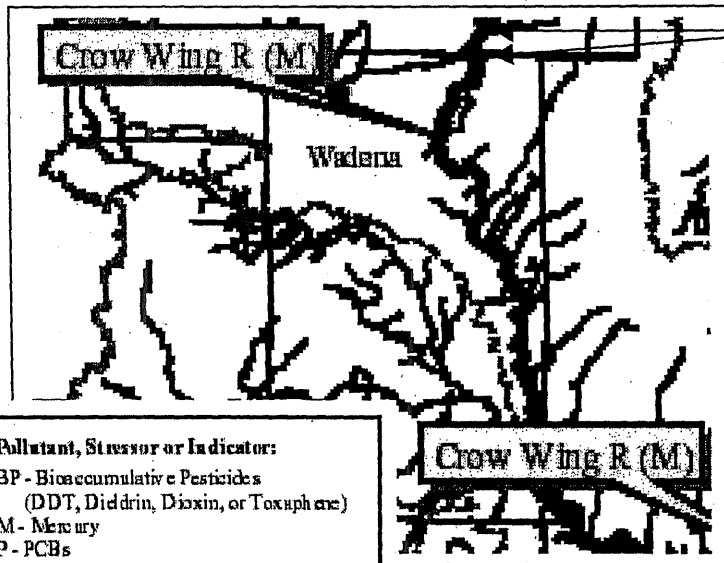 Crow Wing R (M)
Wadena
Crow Wing R (M)
Pollutant, Stressor or Indicator:
BP - Bioaccumulative Pesticides
(DDT, Dieldrin, Dioxin, or Toxaphene)
M - Mercury
P - PCBs